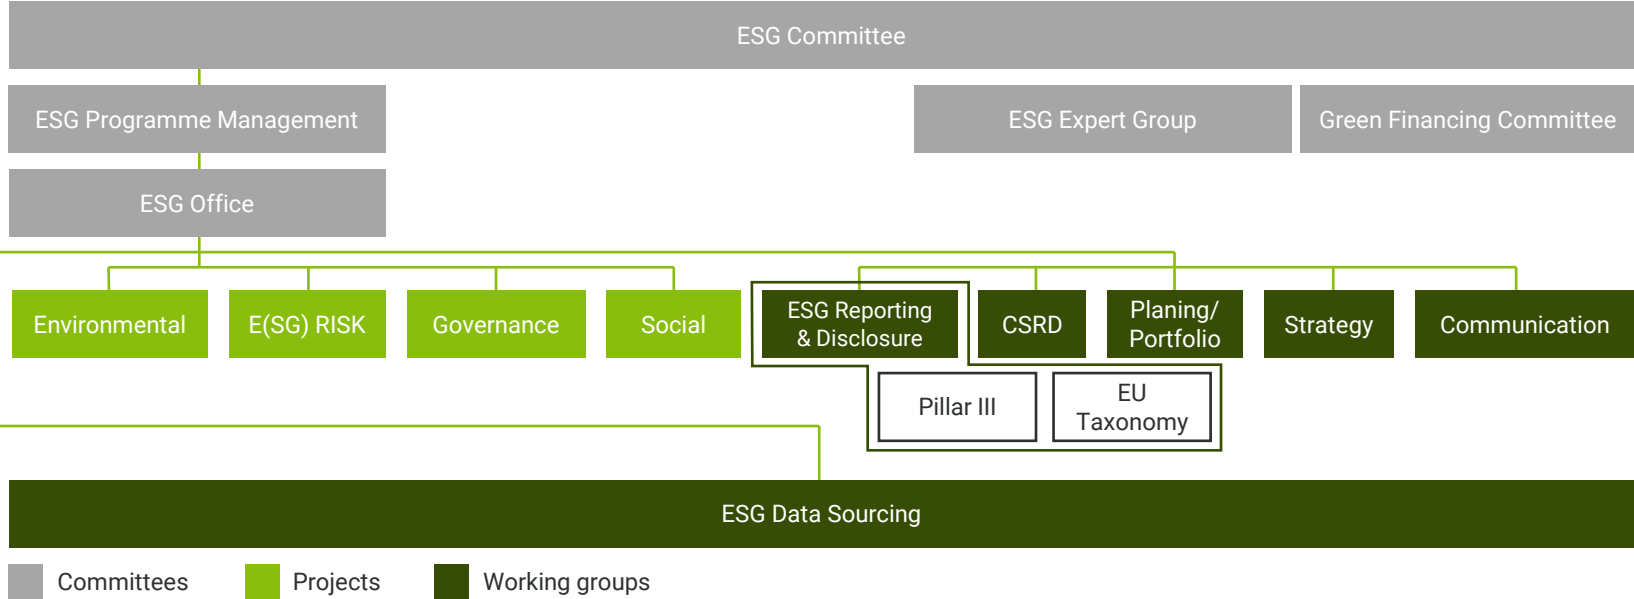 ESG Committee
ESG Programme Management
ESG Expert Group
Green Financing Committee
ESG Office
Environmental
E(SG) RISK
Governance
Social
ESG Reporting
& Disclosure
CSRD
Planing/
Portfolio
Strategy
Communication
Pillar III
EU
Taxonomy
ESG Data Sourcing
Committees
Projects
Working groups